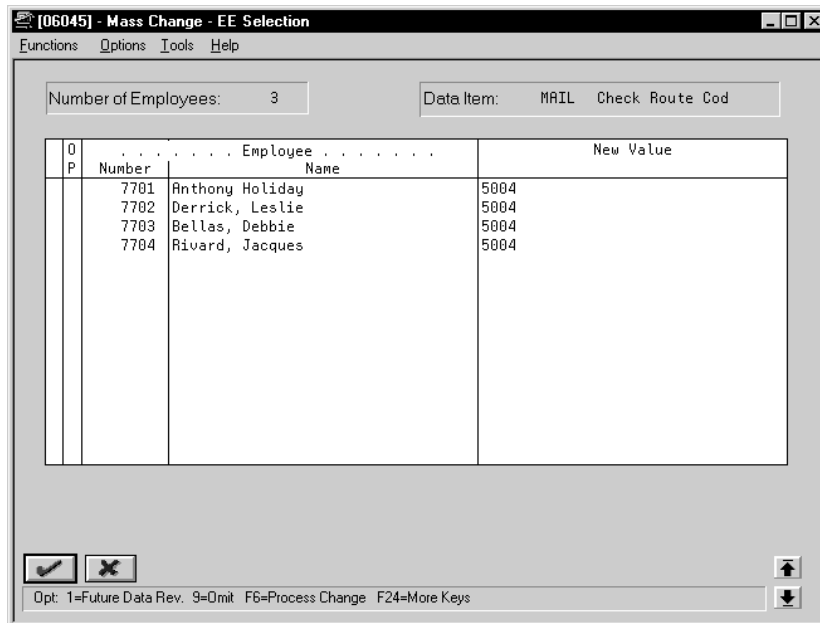 [06045] - Mass Change - EE Selection
Functions Options Tools Help
Number of Employees: 3 Data Item: MAIL Check Route Cod
O . . . . . . . Employee . . . . . . . New Value
P Number Name
7701 Anthony Holiday 5004
7702 Derrick, Leslie 5004
7703 Bellas, Debbie 5004
7704 Rivard, Jacques 5004
Opt: 1=Future Data Rev. 9=Omit F6=Process Change F24=More Keys